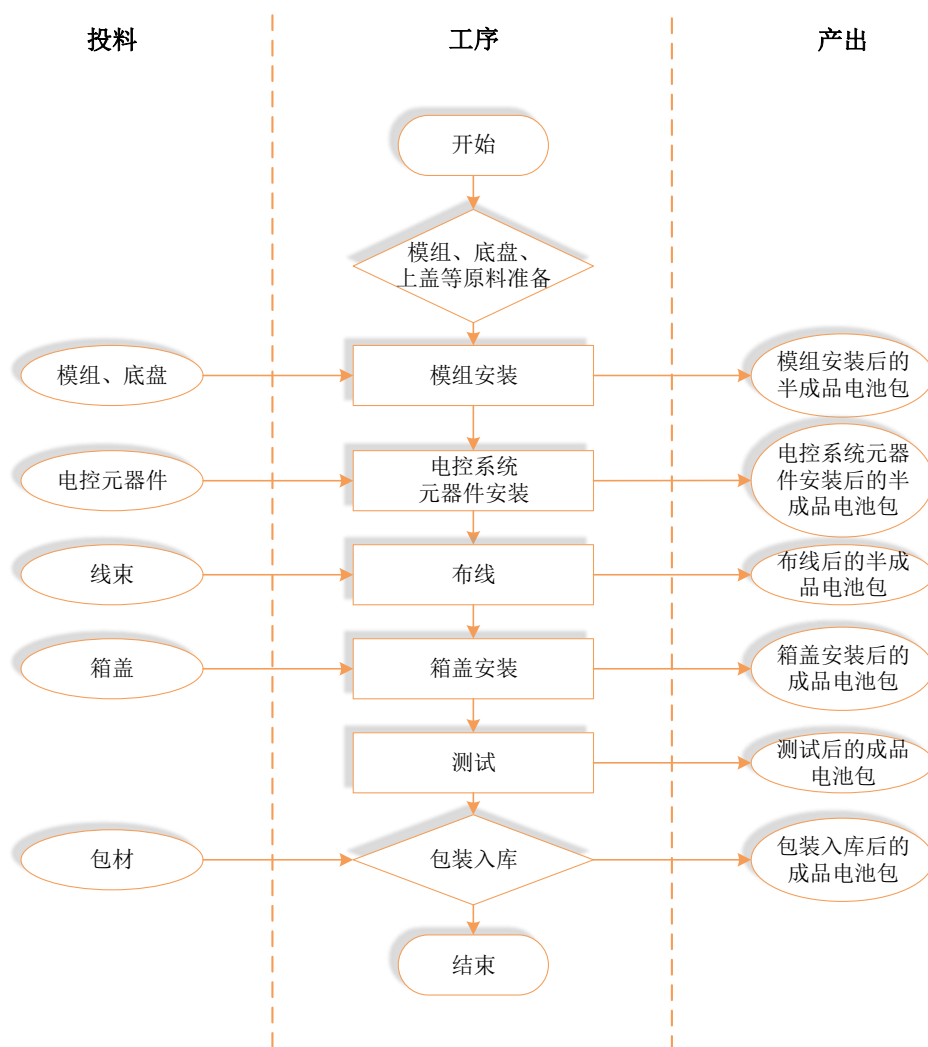 投料
工序
产出
开始
模组、底盘、
上盖等原料准备
模组、底盘
模组安装
模组安装后的
半成品电池包
电控元器件
电控系统
元器件安装
电控系统元器
件安装后的半
成品电池包
线束
布线
布线后的半成
品电池包
箱盖
箱盖安装
箱盖安装后的
成品电池包
测试
测试后的成品
电池包
包材
包装入库
包装入库后的
成品电池包
结束